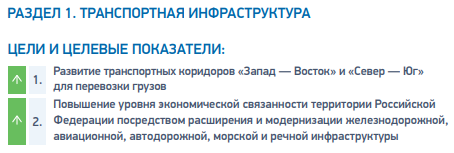 РАЗДЕЛ 1. ТРАНСПОРТНАЯ ИНФРАСТРУКТУРА
ЦЕЛИ И ЦЕЛЕВЫЕ ПОКАЗАТЕЛИ:
1. Развитие транспортных коридоров «Запад — Восток» и «Север — Юг»
для перевозки грузов
2. Повышение уровня экономической связанности территории Российской
Федерации посредством расширения и модернизации железнодорожной,
авиационной, автодорожной, морской и речной инфраструктуры